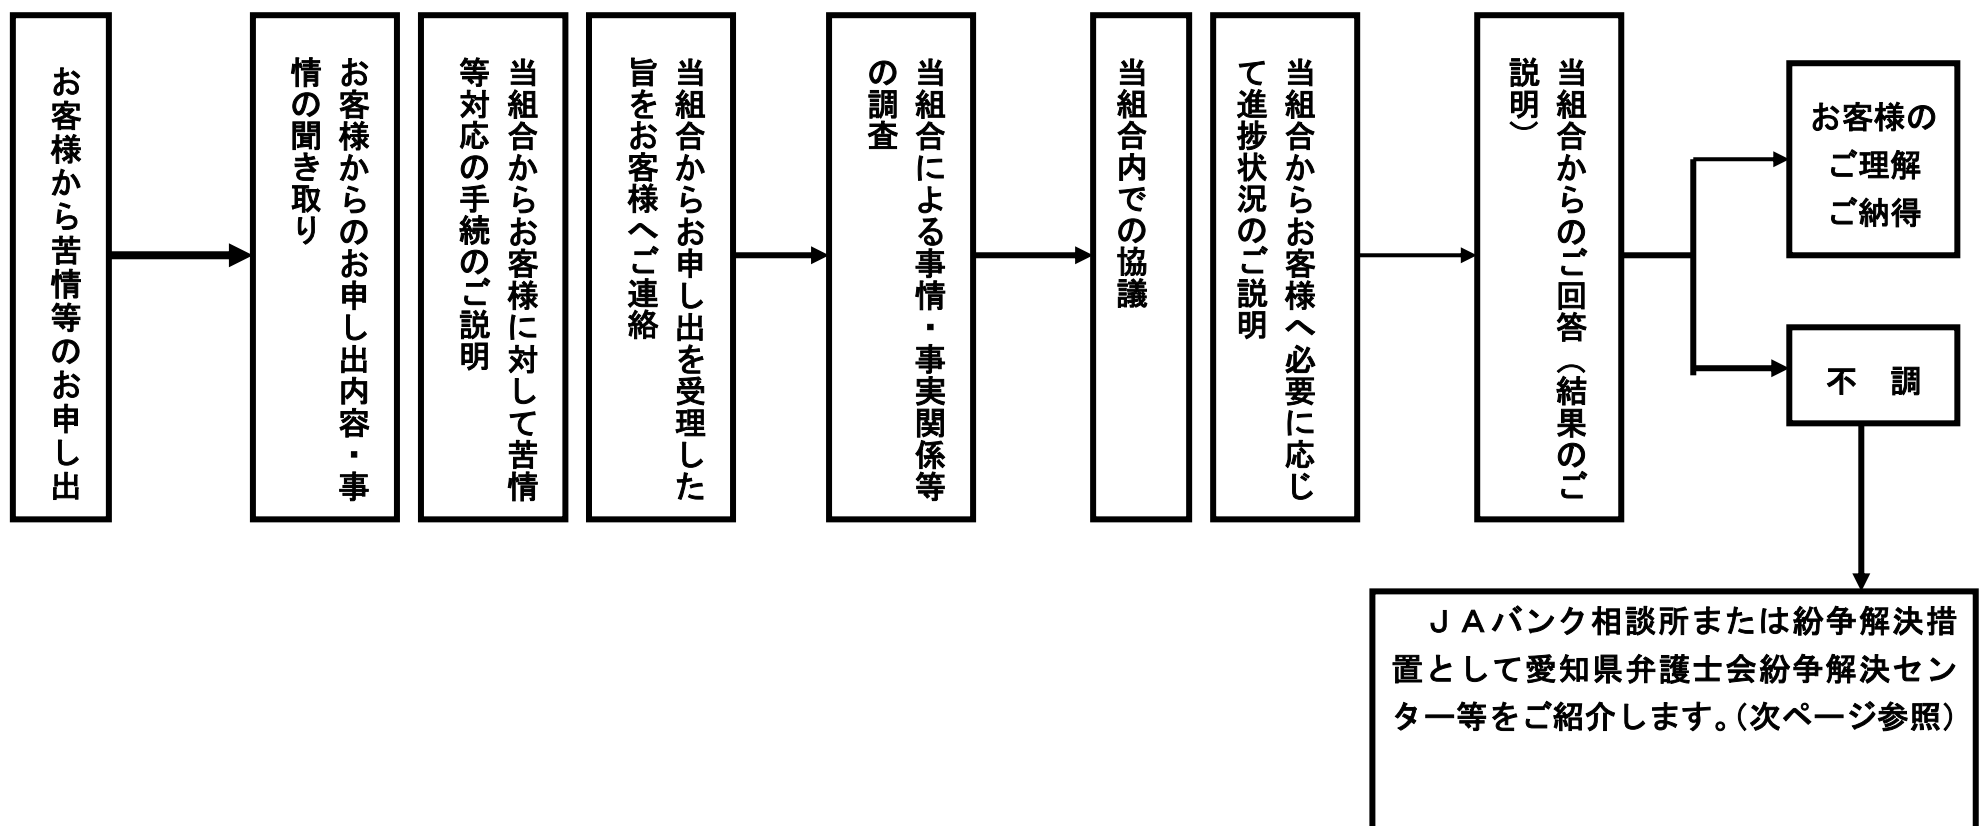 お客様から苦情等のお申し出
お客様からのお申し出内容・事
情の聞き取り
当組合からお客様に対して苦情
等対応の手続のご説明
当組合からお申し出を受理した
旨をお客様へご連絡
当組合による事情・事実関係等
の調査
当組合内での協議
当組合からお客様へ必要に応じ
て進捗状況のご説明
当組合からのご回答（結果のご
説明）
お客様の
ご理解
ご納得
不　調
ＪＡバンク相談所または紛争解決措
置として愛知県弁護士会紛争解決セン
ター等をご紹介します。（次ページ参照）